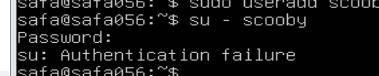 safa@safa056: ~$ sudo useradd scoob
safa@safa056:~$ su - scooby
Password:
su: Authentication failure
safa@safa056:~$